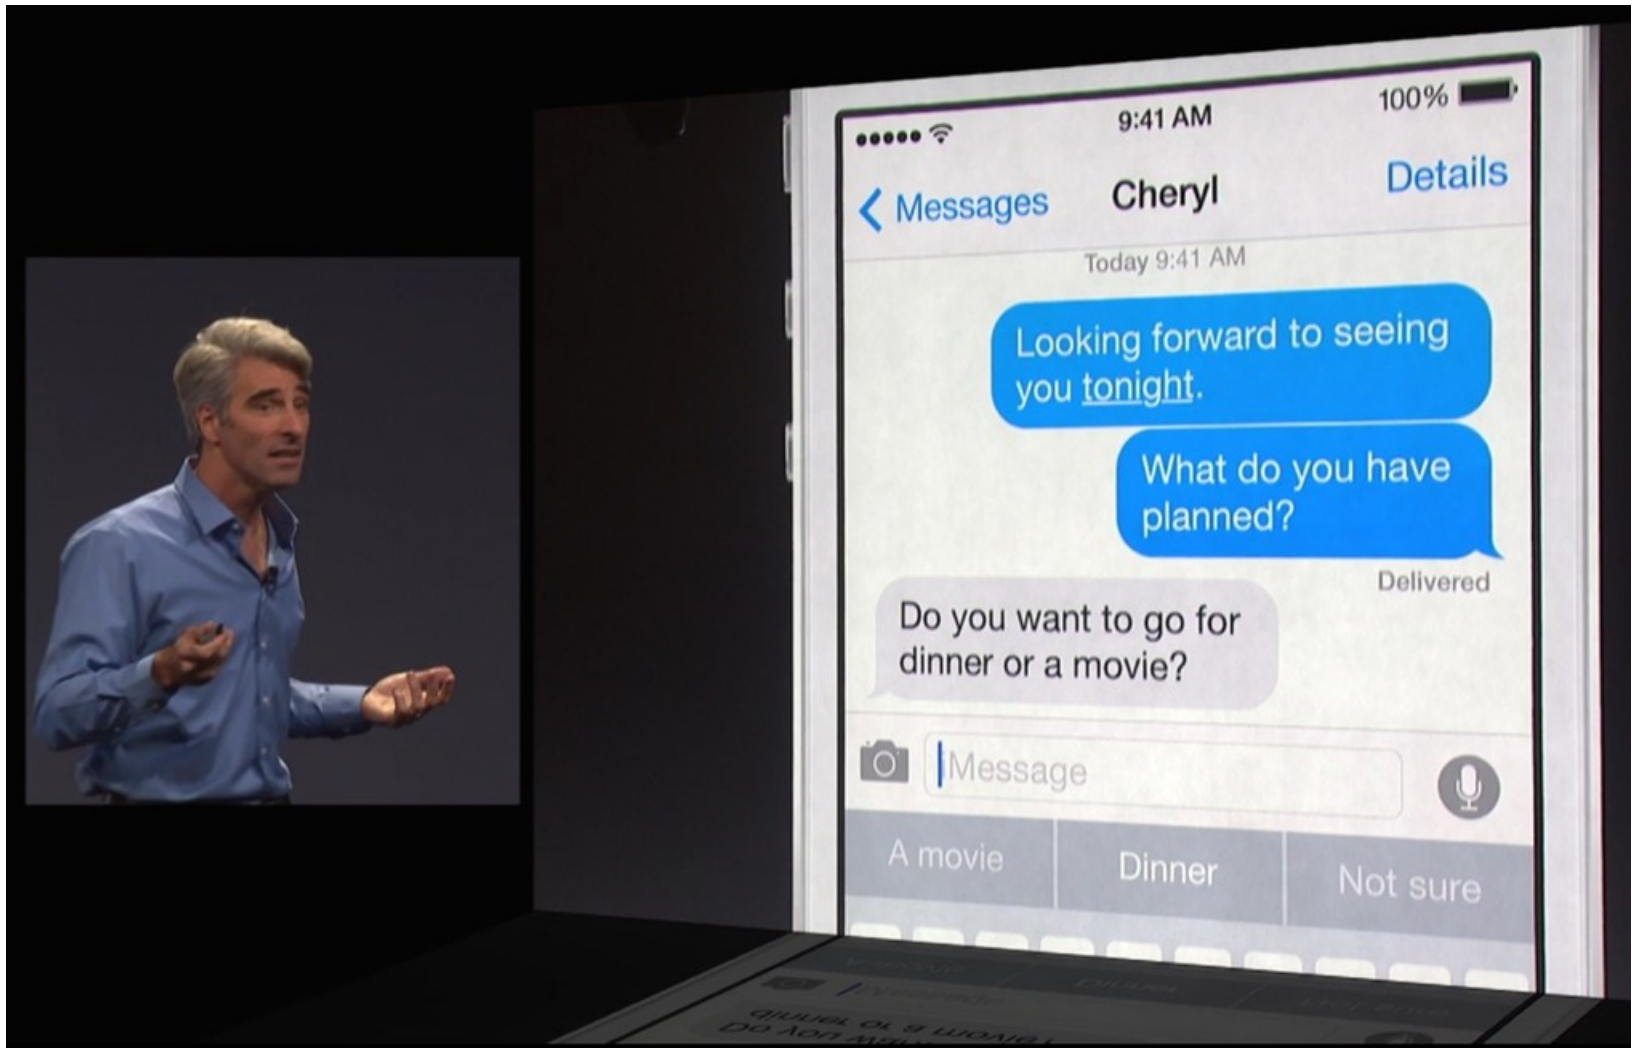 9:41 AM
100%
Messages
Cheryl
Details
Today 9:41 AM
Looking forward to seeing
you tonight.
What do you have
planned?
Delivered
Do you want to go for
dinner or a movie?
Message
A movie
Dinner
Not sure